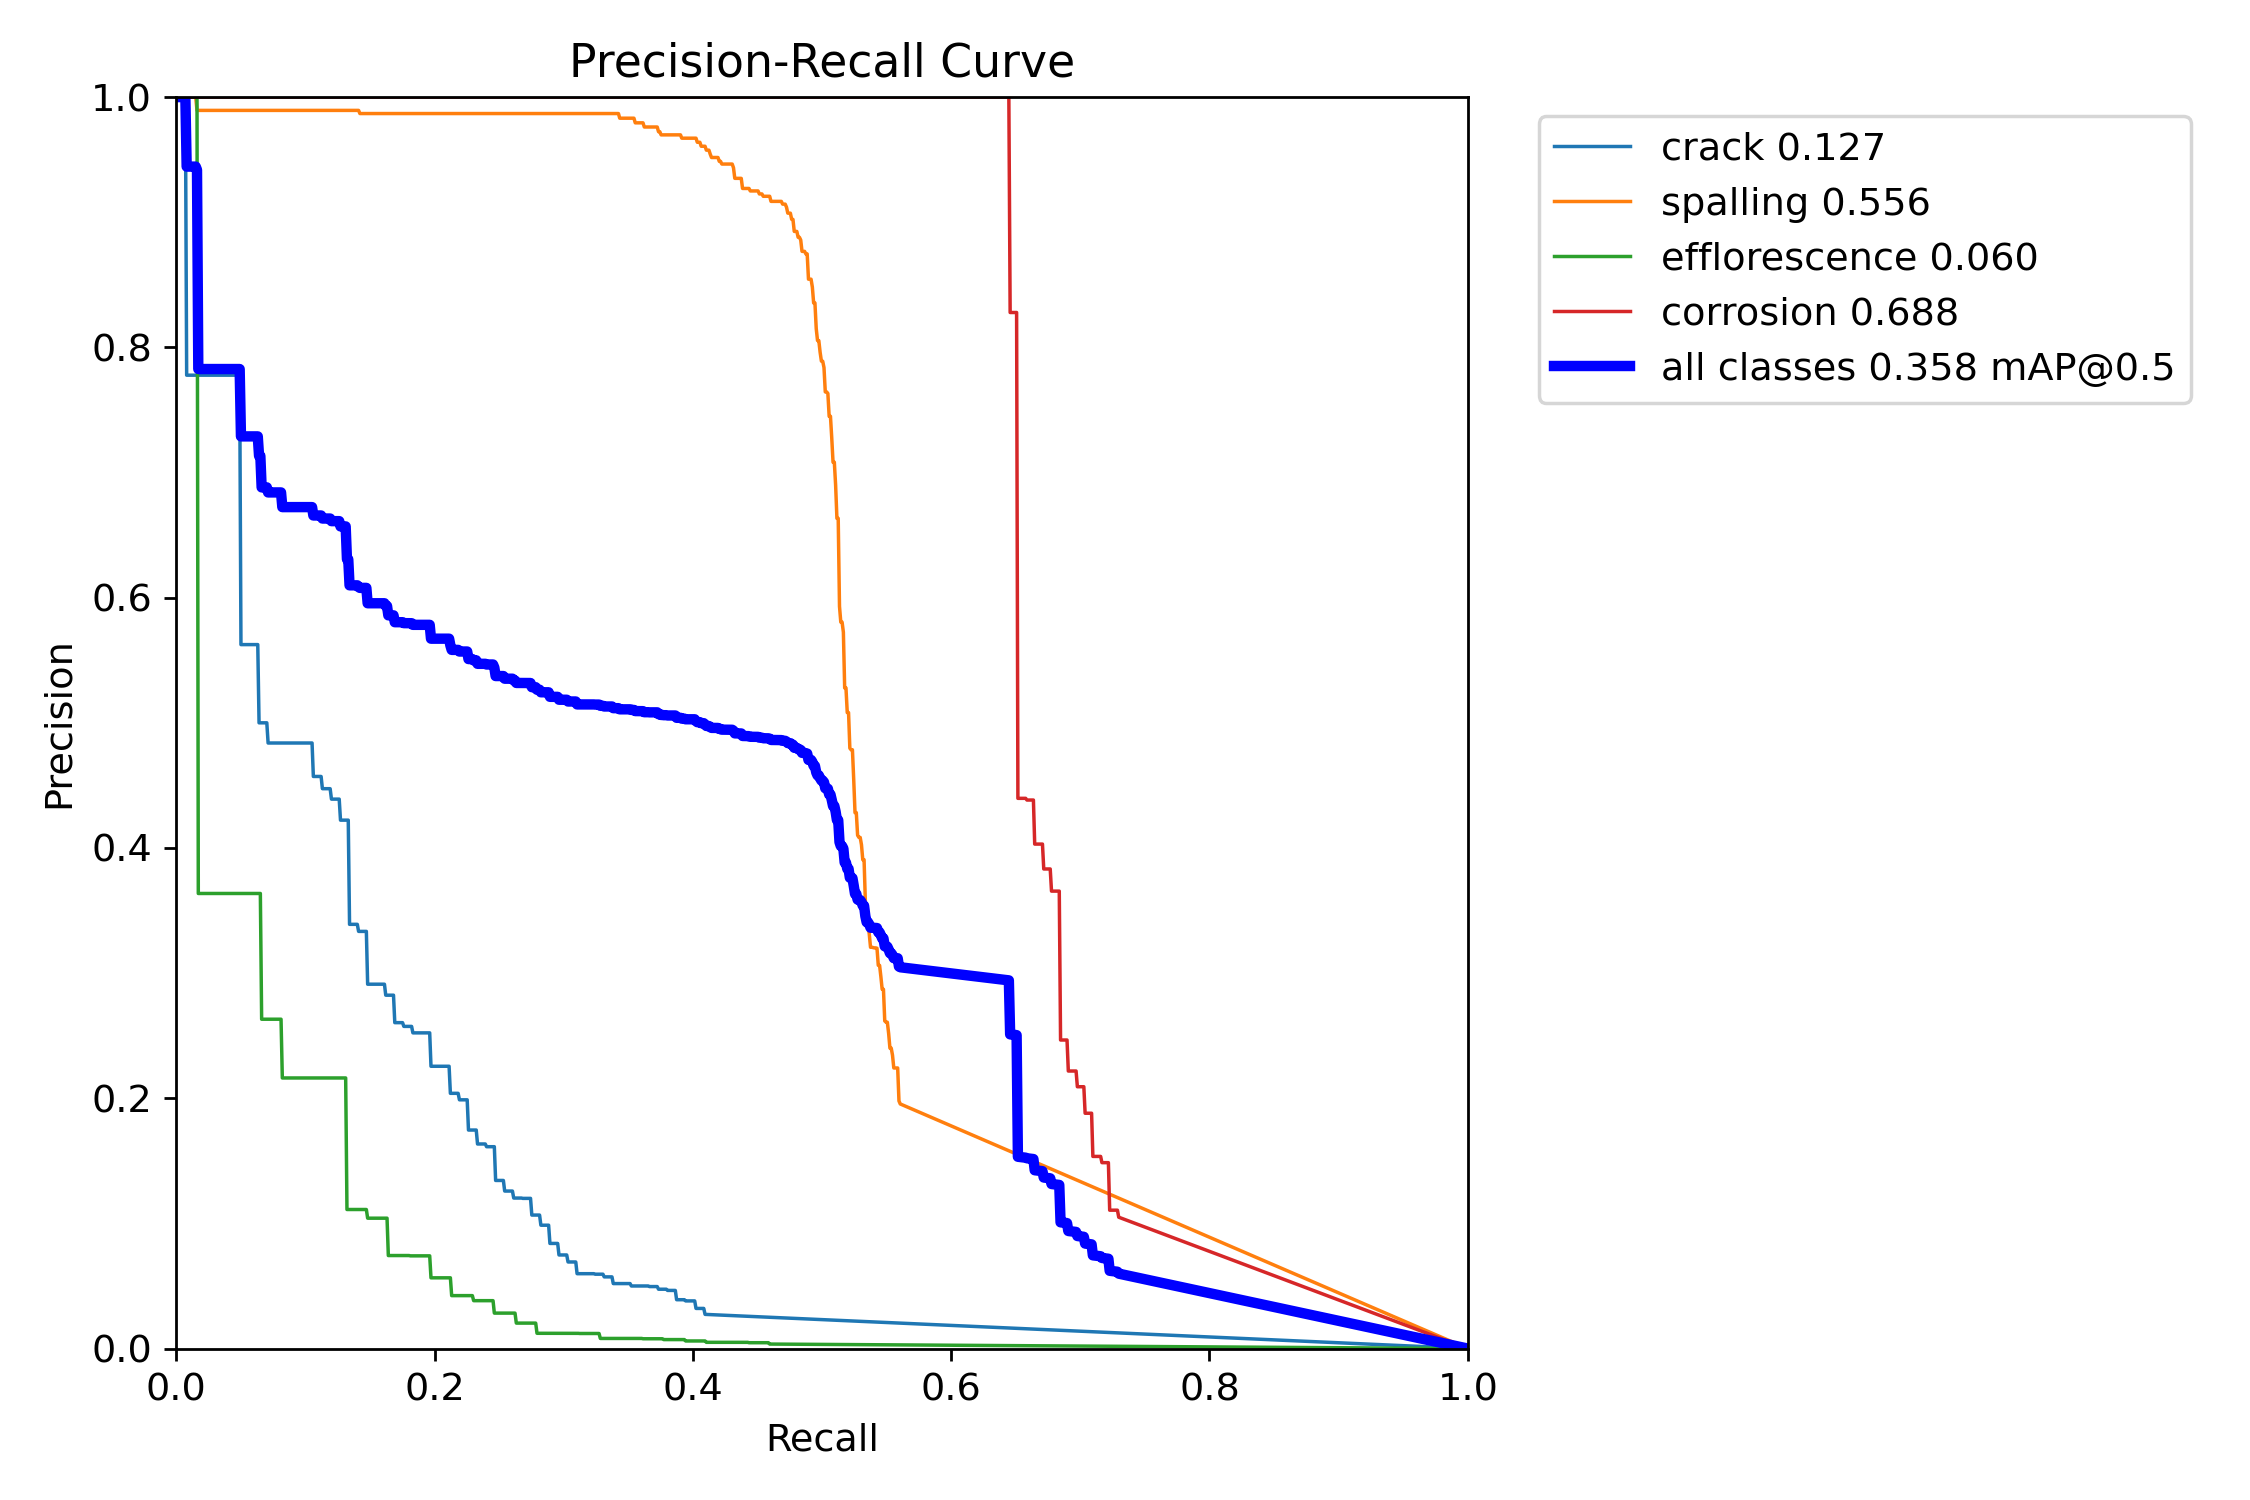 Precision-Recall Curve
1.0
0.8
0.6
0.4
0.2
0.0
Precision
0.0 0.2 0.4 0.6 0.8 1.0
Recall
crack 0.127
spalling 0.556
efflorescence 0.060
corrosion 0.688
all classes 0.358 mAP@0.5